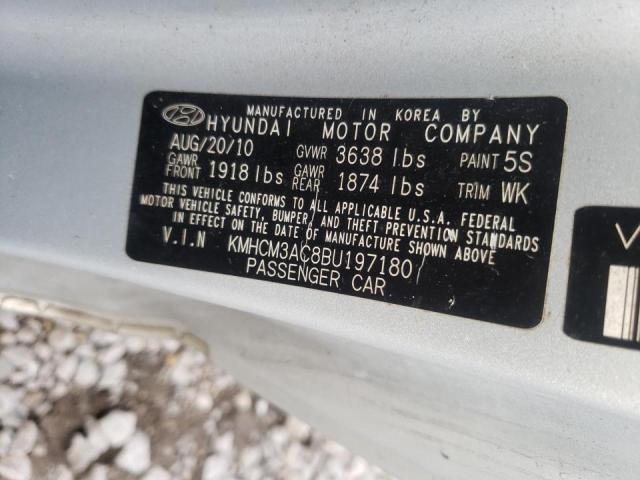 MANUFACTURED IN KOREA BY
HYUNDAI MOTOR COMPANY
AUG/20/10 GVWR 3638 lbs PAINT 5S
GAWR FRONT 1918 lbs GAWR REAR 1874 lbs TRIM WK
THIS VEHICLE CONFORMS TO ALL APPLICABLE U.S.A. FEDERAL
MOTOR VEHICLE SAFETY, BUMPER, AND THEFT PREVENTION STANDARDS
IN EFFECT ON THE DATE OF MANUFACTURE SHOWN ABOVE
V.I.N KMHCM3AC8BU197180
PASSENGER CAR
V